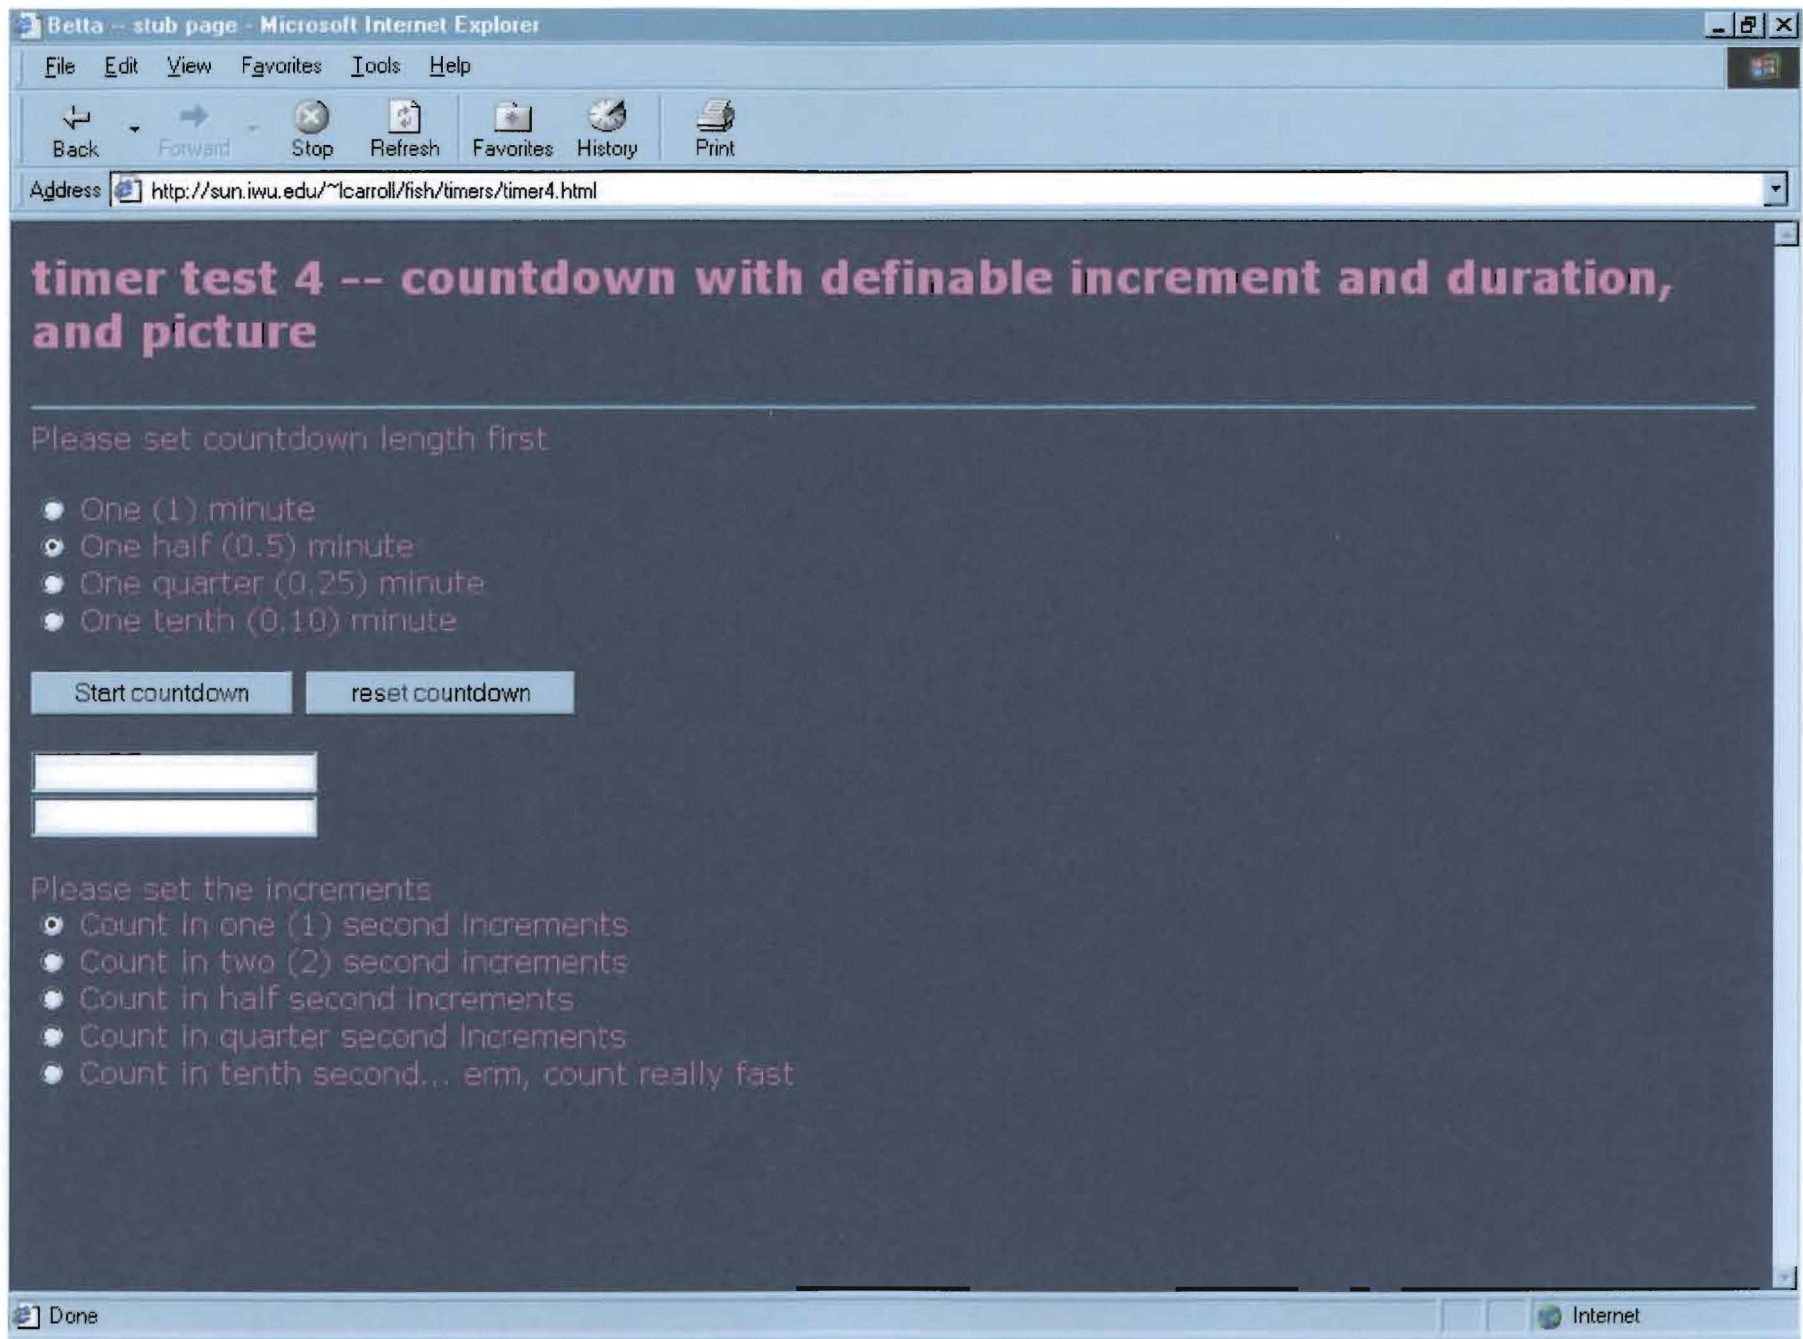 Betta -- stub page - Microsoft Internet Explorer
File Edit View Favorites Tools Help
Back Forward Stop Refresh Favorites History Print
Address http://sun.iwu.edu/~lcarroll/fish/timers/timer4.html
timer test 4 -- countdown with definable increment and duration,
and picture
Please set countdown length first
One (1) minute
One half (0.5) minute
One quarter (0.25) minute
One tenth (0.10) minute
Start countdown reset countdown
Please set the increments
Count in one (1) second increments
Count in two (2) second increments
Count in half second increments
Count in quarter second increments
Count in tenth second... erm, count really fast
Done Internet